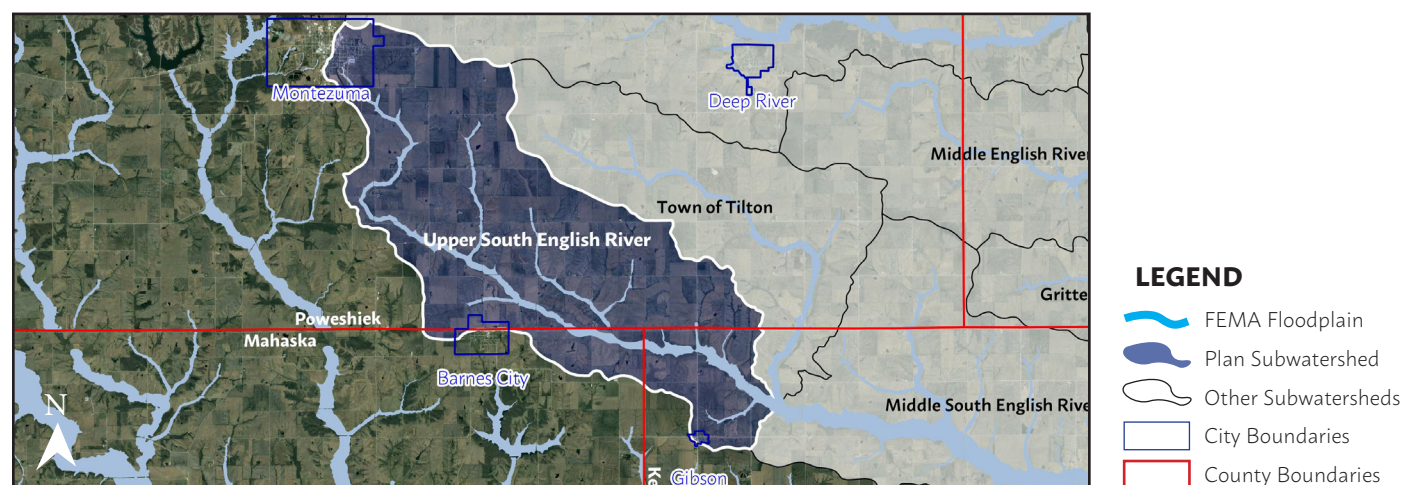 Montezuma
Deep River
Middle English River
Town of Tilton
Upper South English River
Gritte
Poweshiek
Mahaska
Barnes City
Middle South English Rive
N
Ke
Gibson
LEGEND
FEMA Floodplain
Plan Subwatershed
Other Subwatersheds
City Boundaries
County Boundaries